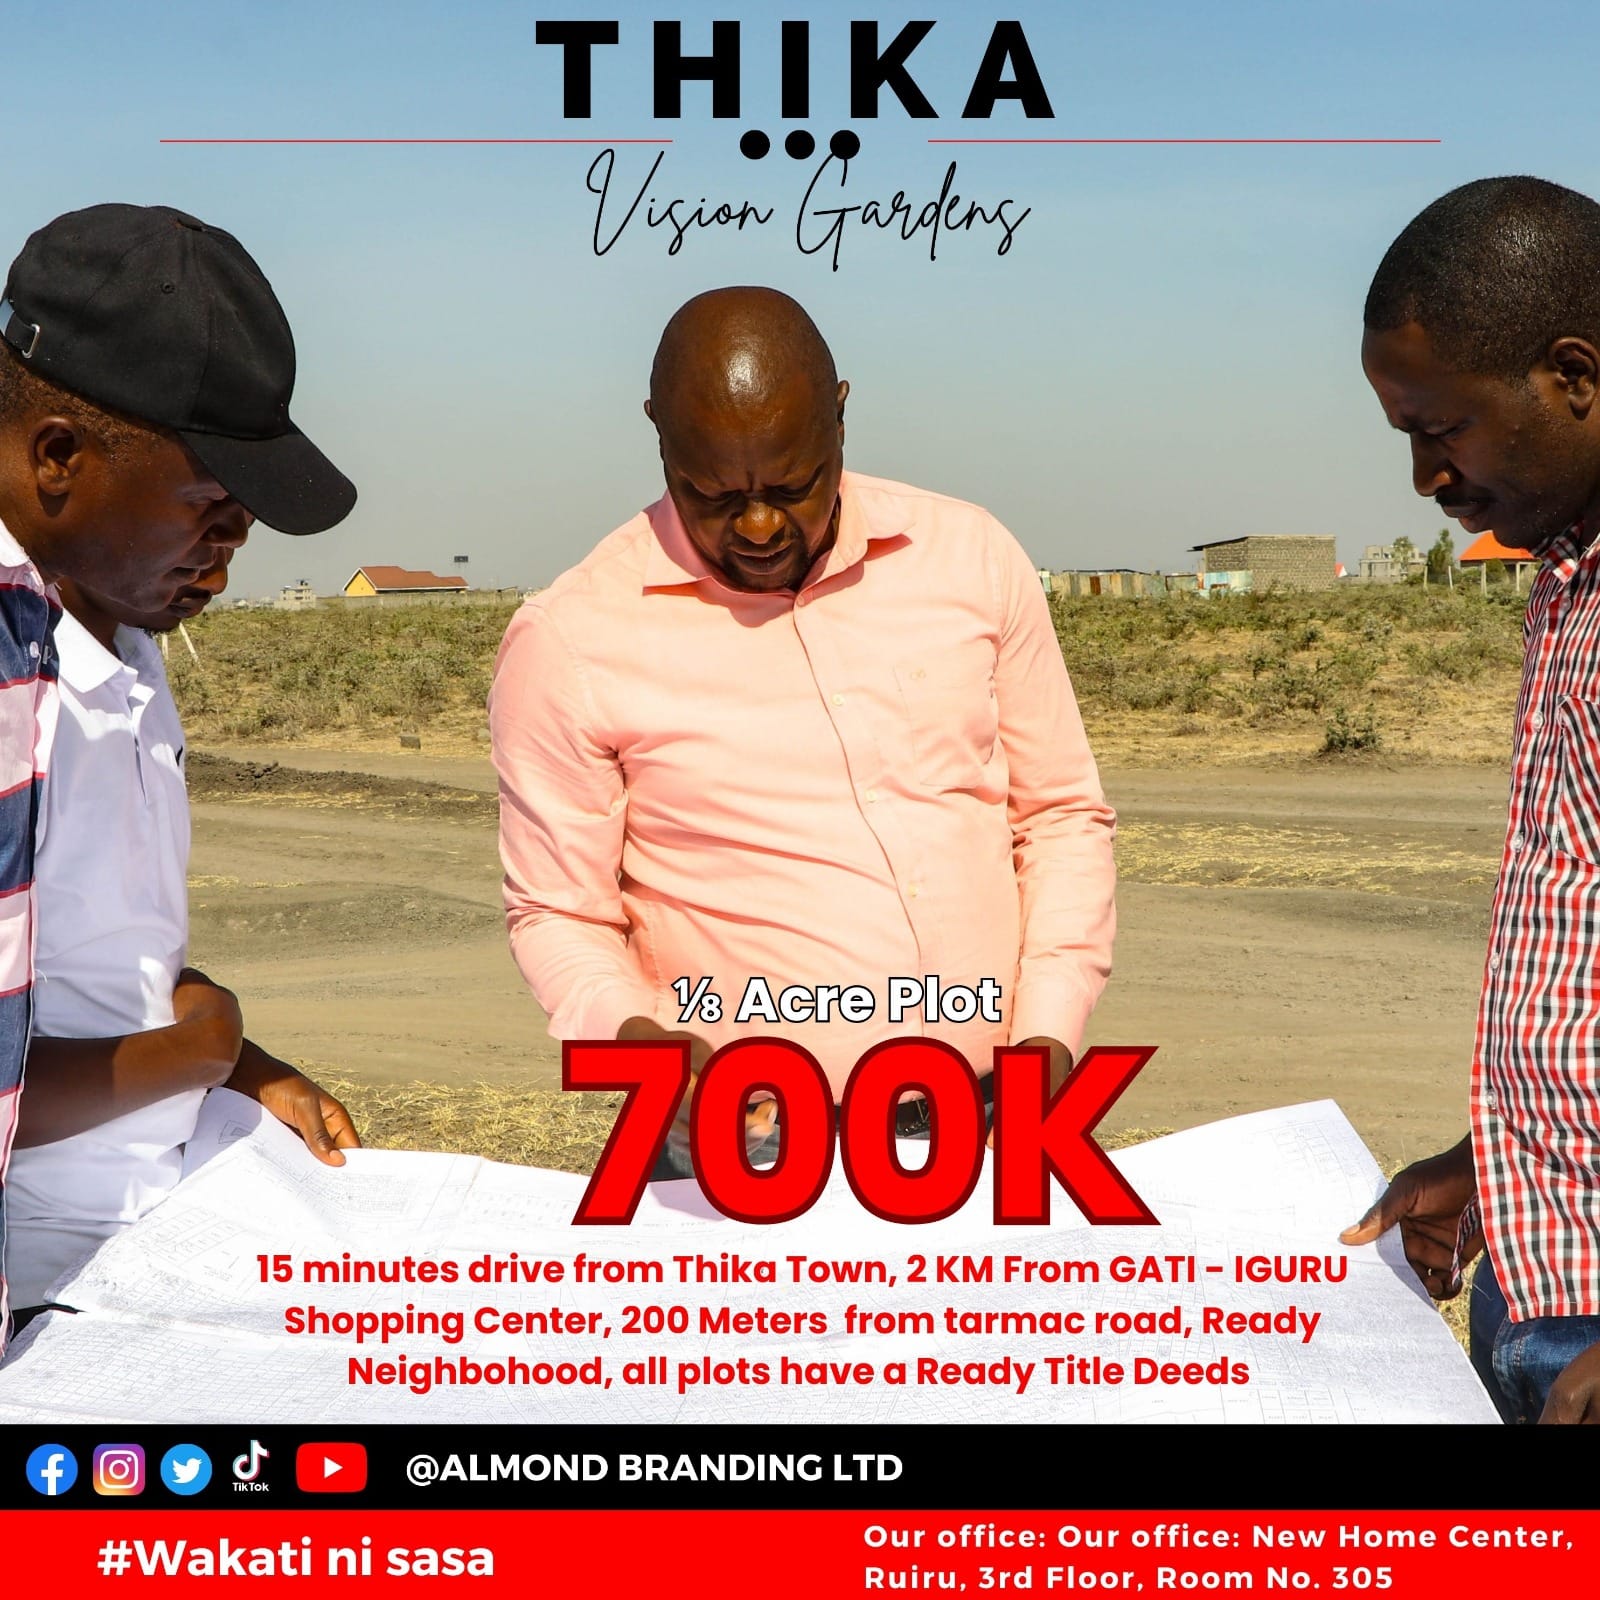 THIKA
Vision Gardens
⅛ Acre Plot
700K
15 minutes drive from Thika Town, 2 KM From GATI - IGURU
Shopping Center, 200 Meters from tarmac road, Ready
Neighbohood, all plots have a Ready Title Deeds
TikTok
@ALMOND BRANDING LTD
#Wakati ni sasa
Our office: Our office: New Home Center,
Ruiru, 3rd Floor, Room No. 305